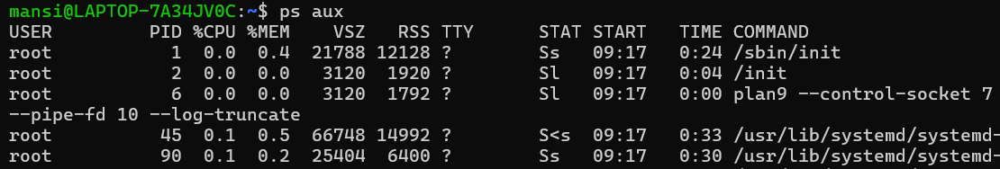 mansi@LAPTOP-7A34JV0C:~$ ps aux
USER         PID %CPU %MEM    VSZ   RSS TTY      STAT START   TIME COMMAND
root           1  0.0  0.4  21788 12128 ?        Ss   09:17   0:24 /sbin/init
root           2  0.0  0.0   3120  1920 ?        Sl   09:17   0:04 /init
root           6  0.0  0.0   3120  1792 ?        Sl   09:17   0:00 plan9 --control-socket 7
--pipe-fd 10 --log-truncate
root          45  0.1  0.5  66748 14992 ?        S<s  09:17   0:33 /usr/lib/systemd/systemd-
root          90  0.1  0.2  25404  6400 ?        Ss   09:17   0:30 /usr/lib/systemd/systemd-